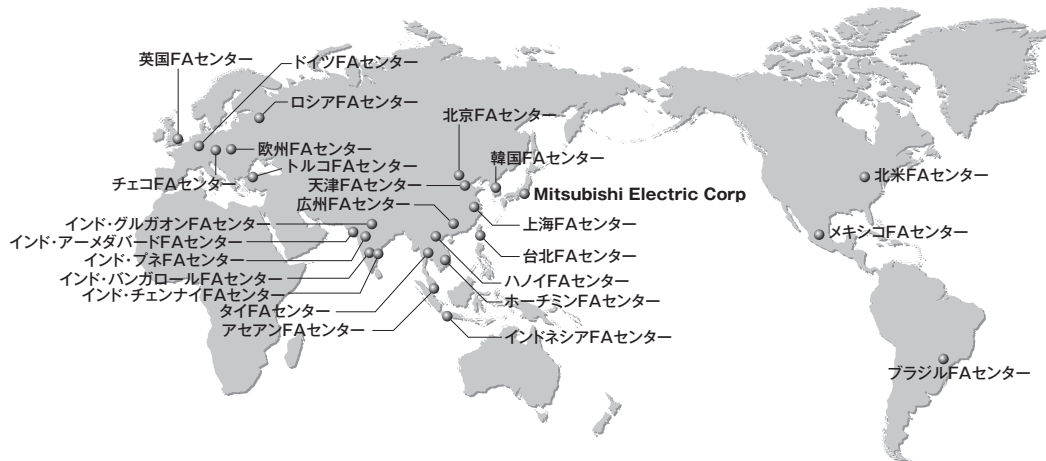 英国FAセンター
ドイツFAセンター
ロシアFAセンター
北京FAセンター
欧州FAセンター
韓国FAセンター
トルコFAセンター
チェコFAセンター
天津FAセンター
北米FAセンター
Mitsubishi Electric Corp
広州FAセンター
インド・グルガオンFAセンター
上海FAセンター
メキシコFAセンター
インド・アーメダバードFAセンター
インド・プネFAセンター
台北FAセンター
インド・バンガロールFAセンター
ハノイFAセンター
インド・チェンナイFAセンター
ホーチミンFAセンター
タイFAセンター
アセアンFAセンター
インドネシアFAセンター
ブラジルFAセンター